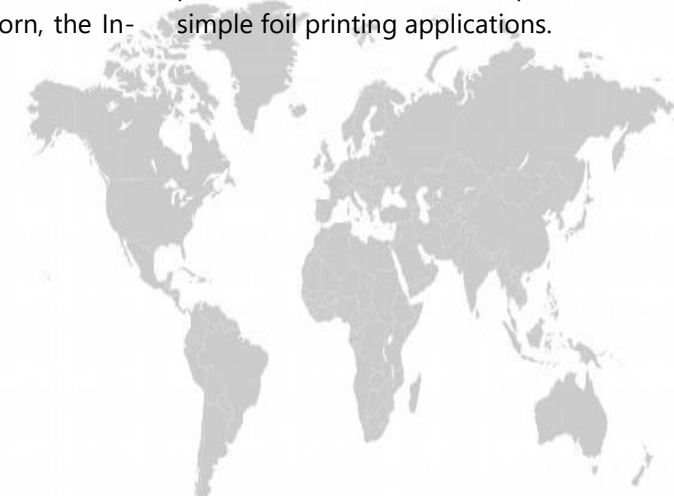 orn, the In-
simple foil printing applications.